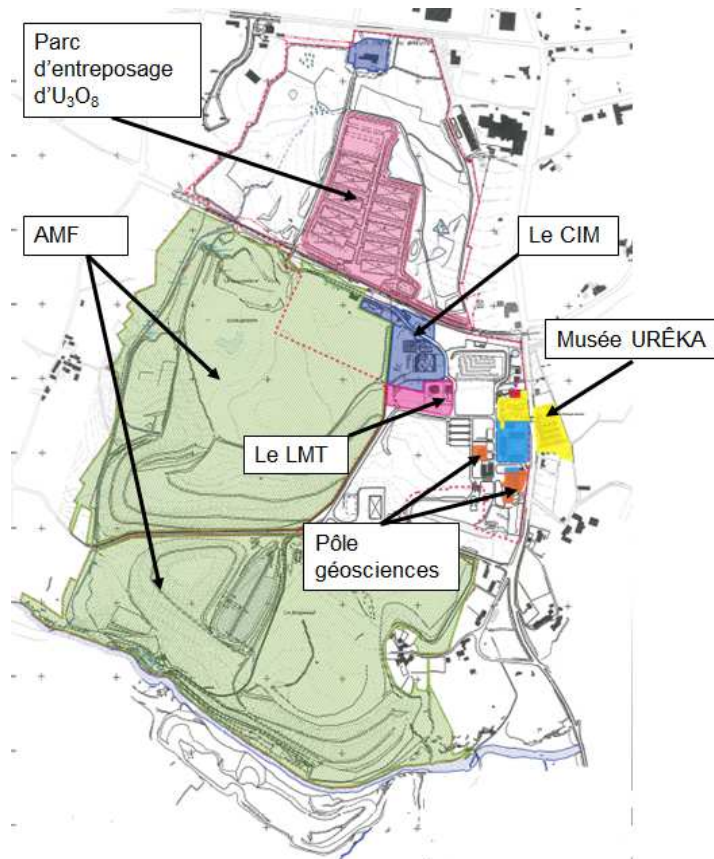 Parc
d'entreposage
d'U₃O₈
AMF
Le CIM
Musée URÊKA
Le LMT
Pôle
géosciences